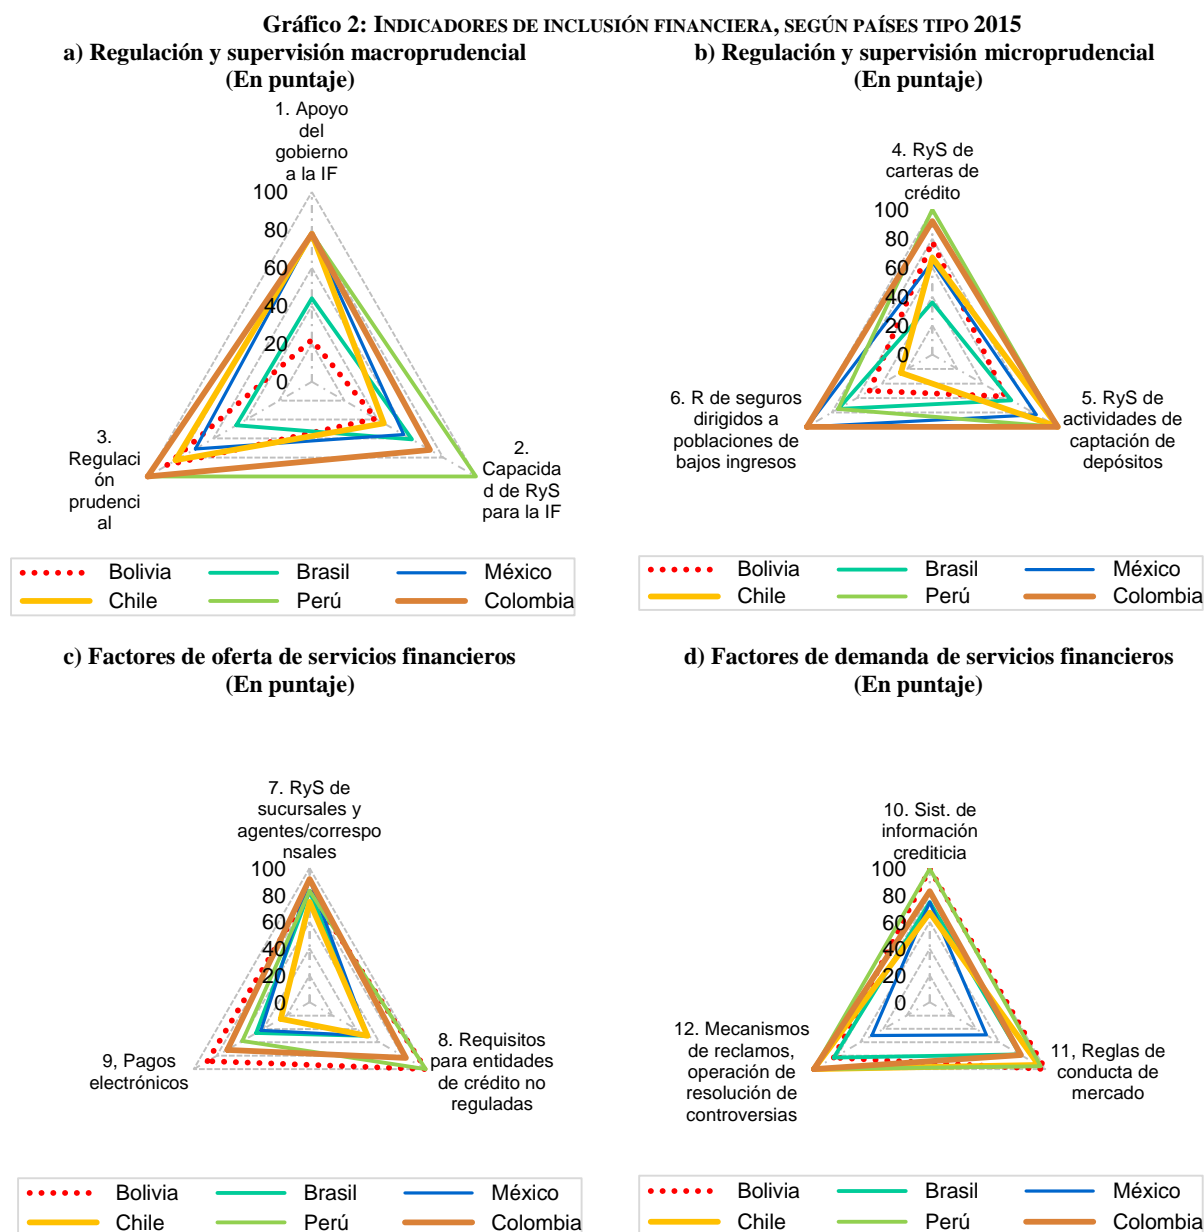 Gráfico 2: INDICADORES DE INCLUSIÓN FINANCIERA, SEGÚN PAÍSES TIPO 2015
a) Regulación y supervisión macroprudencial
(En puntaje)
1. Apoyo
del
gobierno
a la IF
100
80
60
40
20
0
3.
Regulaci
ón
prudenci
al
2.
Capacida
d de RyS
para la IF
Bolivia
Brasil
México
Chile
Perú
Colombia
b) Regulación y supervisión microprudencial
(En puntaje)
4. RyS de
carteras de
crédito
100
80
60
40
20
0
6. R de seguros
dirigidos a
poblaciones de
bajos ingresos
5. RyS de
actividades de
captación de
depósitos
Bolivia
Brasil
México
Chile
Perú
Colombia
c) Factores de oferta de servicios financieros
(En puntaje)
7. RyS de
sucursales y
agentes/correspo
nsales
100
80
60
40
20
0
9, Pagos
electrónicos
8. Requisitos
para entidades
de crédito no
reguladas
Bolivia
Brasil
México
Chile
Perú
Colombia
d) Factores de demanda de servicios financieros
(En puntaje)
10. Sist. de
información
crediticia
100
80
60
40
20
0
12. Mecanismos
de reclamos,
operación de
resolución de
controversias
11, Reglas de
conducta de
mercado
Bolivia
Brasil
México
Chile
Perú
Colombia